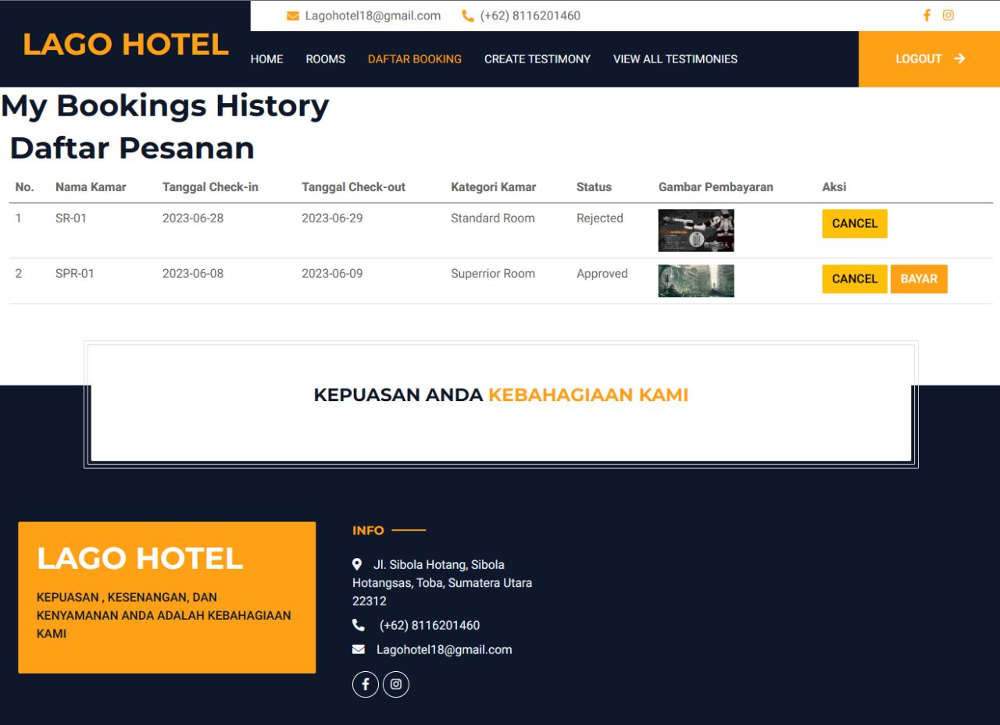 LAGO HOTEL
Lagohotel18@gmail.com (+62) 8116201460
HOME ROOMS DAFTAR BOOKING CREATE TESTIMONY VIEW ALL TESTIMONIES LOGOUT
My Bookings History
Daftar Pesanan
No. Nama Kamar Tanggal Check-in Tanggal Check-out Kategori Kamar Status Gambar Pembayaran Aksi
1 SR-01 2023-06-28 2023-06-29 Standard Room Rejected CANCEL
2 SPR-01 2023-06-08 2023-06-09 Superrior Room Approved CANCEL BAYAR
KEPUASAN ANDA KEBAHAGIAAN KAMI
LAGO HOTEL
KEPUASAN , KESENANGAN, DAN
KENYAMANAN ANDA ADALAH KEBAHAGIAAN
KAMI
INFO
Jl. Sibola Hotang, Sibola
Hotangsas, Toba, Sumatera Utara
22312
(+62) 8116201460
Lagohotel18@gmail.com